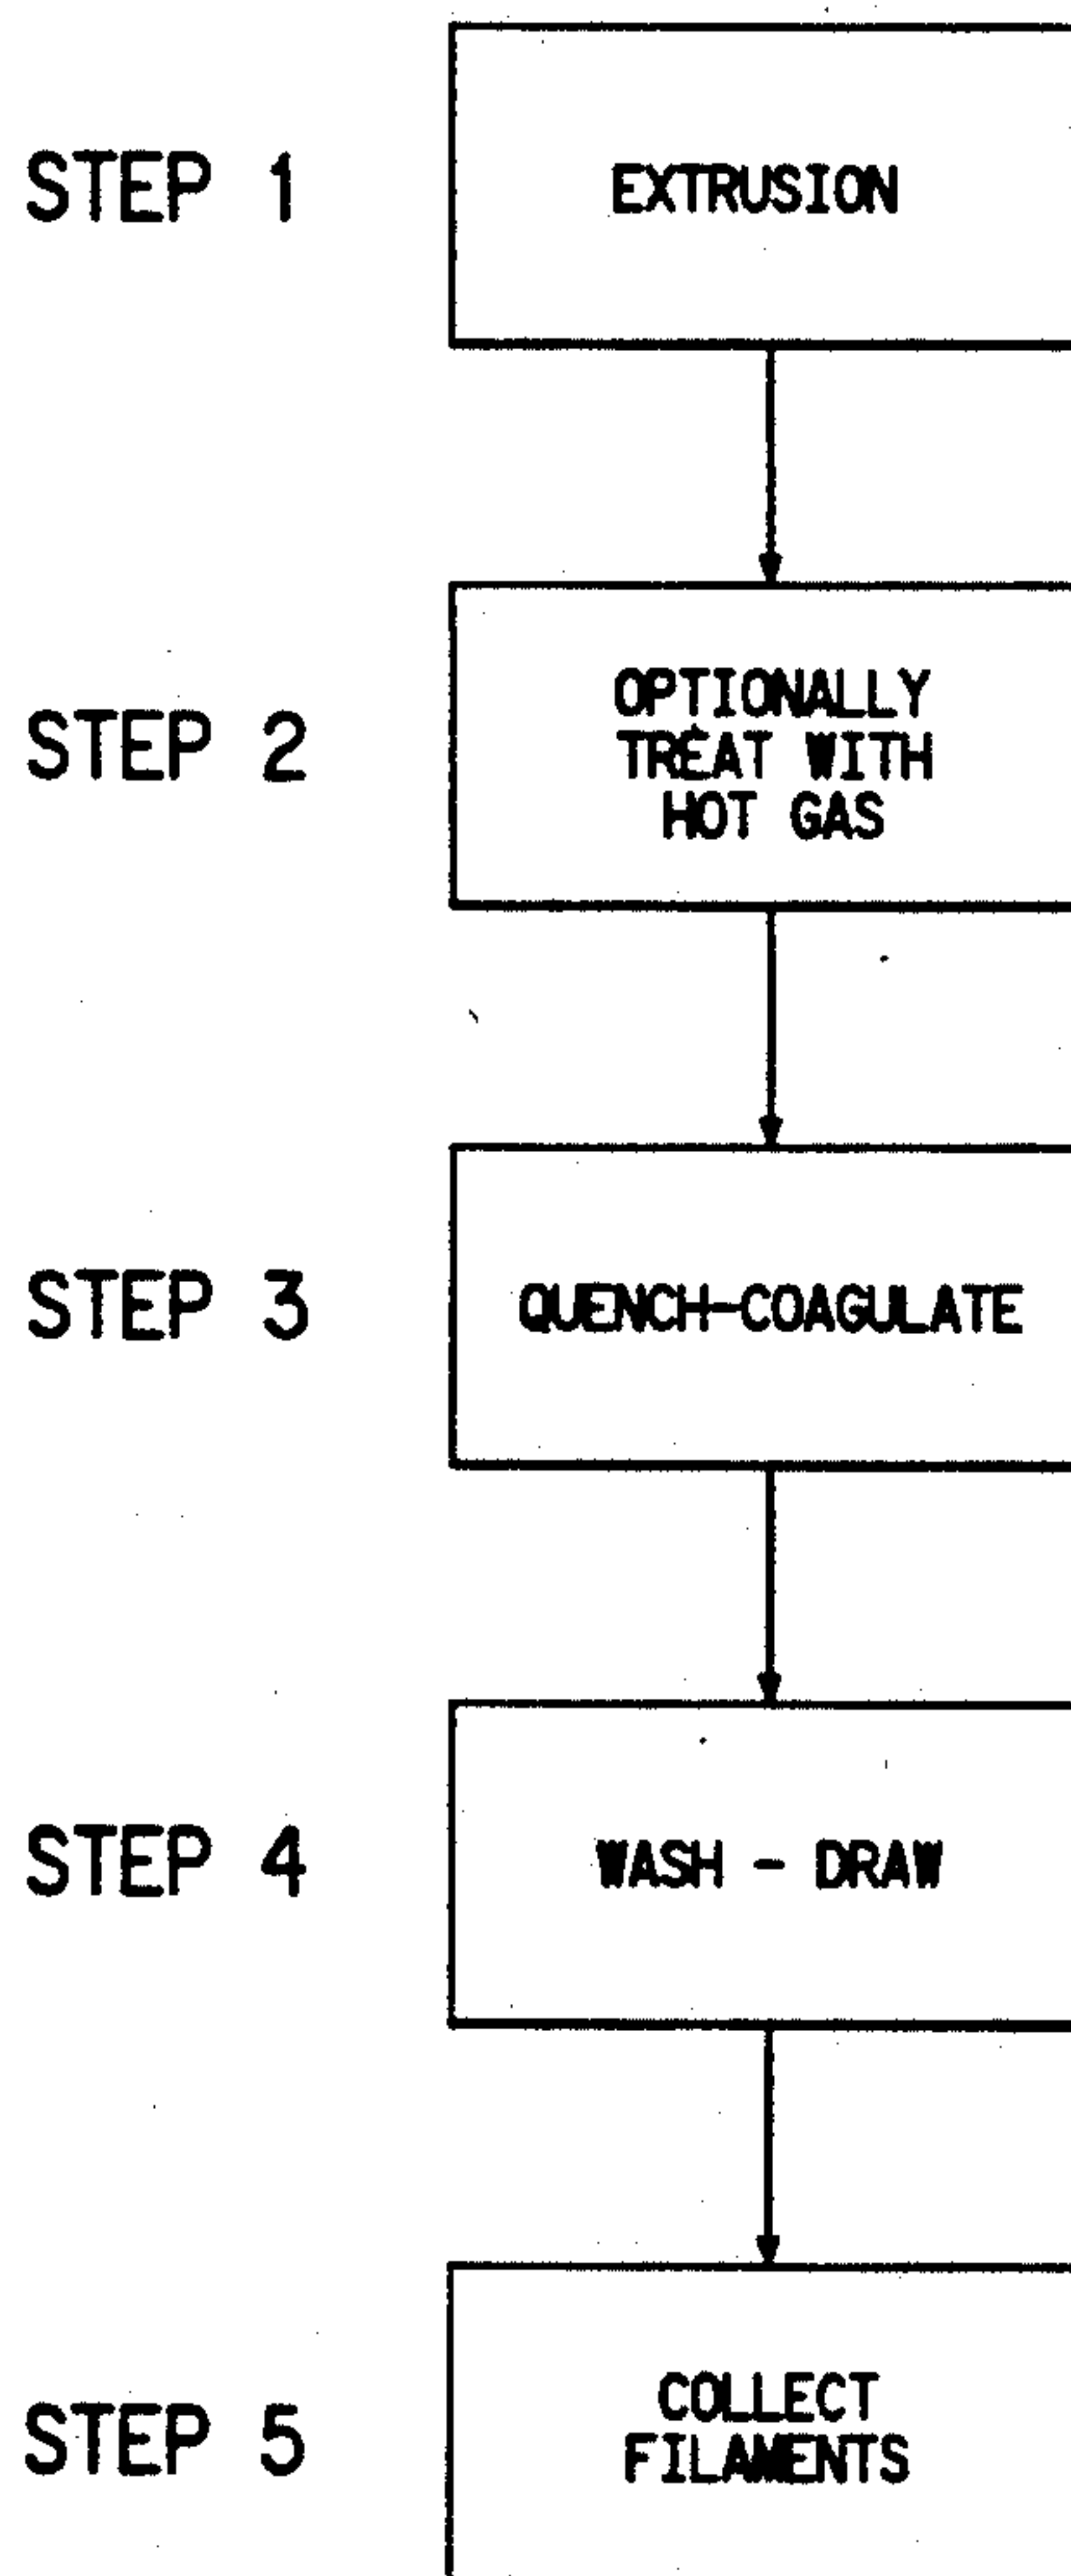 STEP 1
EXTRUSION
STEP 2
OPTIONALLY
TREAT WITH
HOT GAS
STEP 3
QUENCH-COAGULATE
STEP 4
WASH - DRAW
STEP 5
COLLECT
FILAMENTS